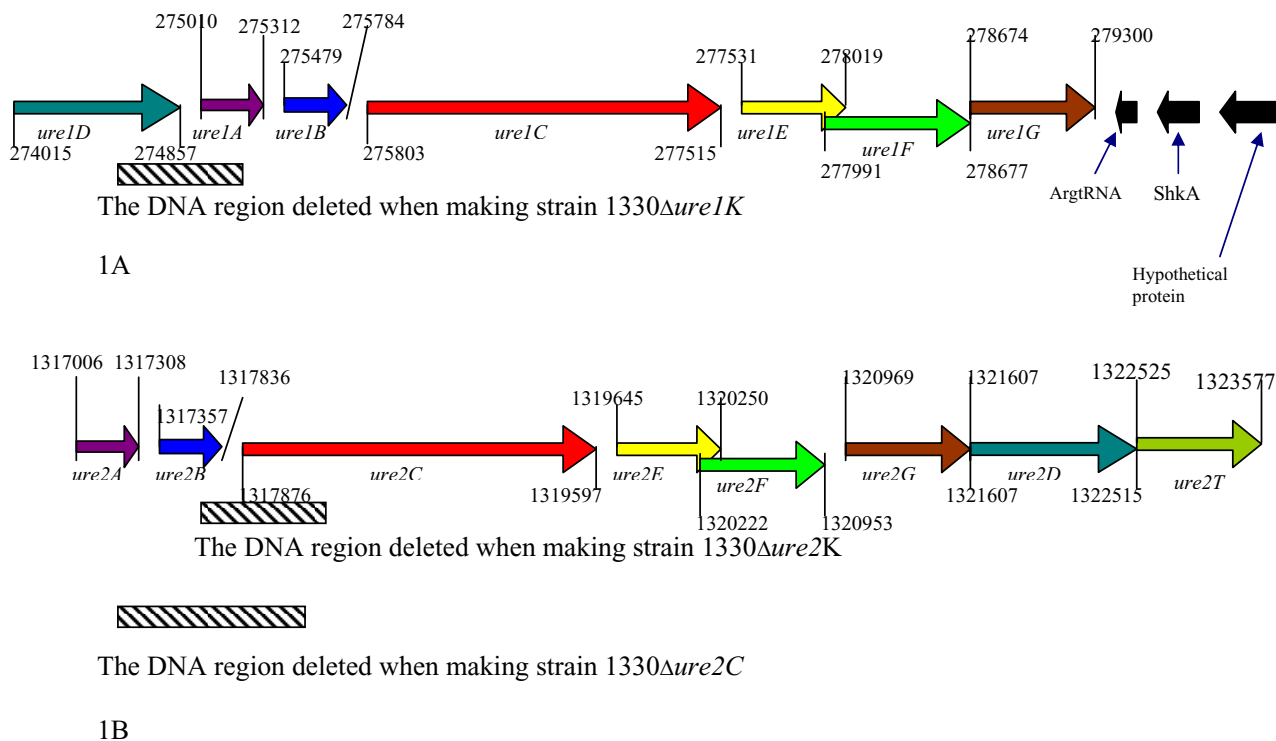 275010
275312
275784
275479
277531
278019
278674
279300
ure1D
ure1A
ure1B
ure1C
ure1E
ure1F
ure1G
274015
274857
275803
277515
277991
278677
ArgtRNA
ShkA
The DNA region deleted when making strain 1330Δure1K
1A
Hypothetical
protein
1317006
1317308
1317836
1317357
1319645
1320250
1320969
1321607
1322525
1323577
ure2A
ure2B
ure2C
ure2E
ure2F
ure2G
ure2D
ure2T
1317876
1319597
1320222
1320953
1321607
1322515
The DNA region deleted when making strain 1330Δure2K
The DNA region deleted when making strain 1330Δure2C
1B